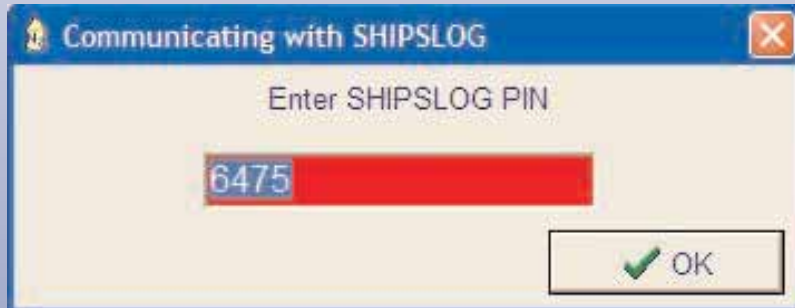 Communicating with SHIPSLOG
Enter SHIPSLOG PIN
6475
OK